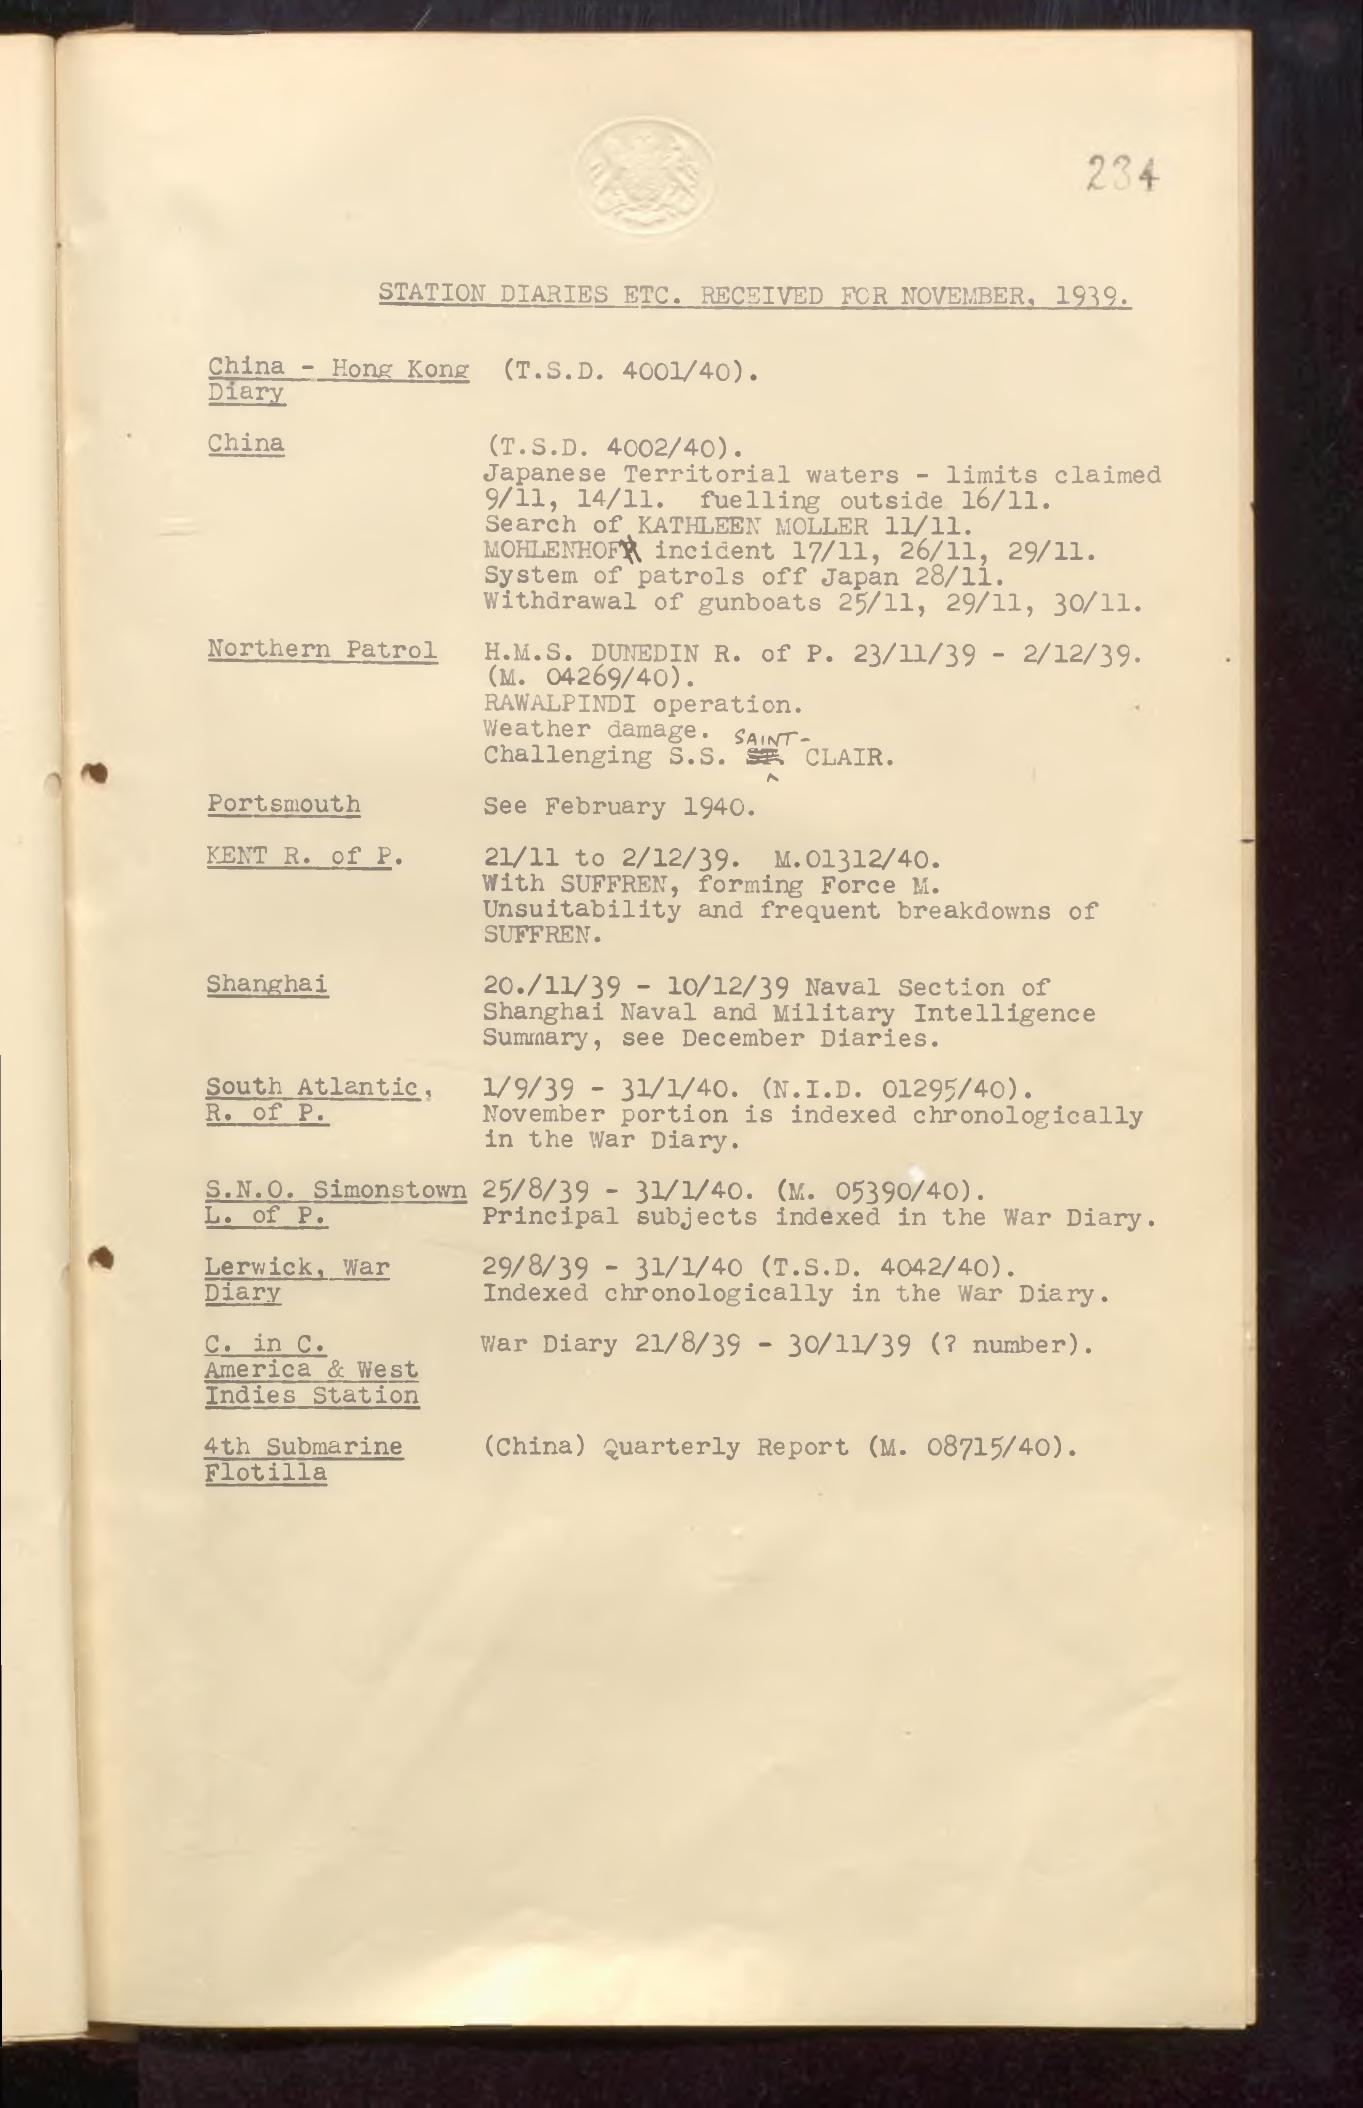 234
STATION DIARIES ETC. RECEIVED FOR NOVEMBER, 1939.
China - Hong Kong (T.S.D. 4001/40).
Diary
China (T.S.D. 4002/40).
Japanese Territorial waters - limits claimed
9/11, 14/11. fuelling outside 16/11.
Search of KATHLEEN MOLLER 11/11.
incident 17/11, 26/11, 29/11.
System of patrols off Japan 28/11.
Withdrawal of gunboats 25/11, 29/11, 30/11.
Northern Patrol H.M.S. DUNEDIN R. of P. 23/11/39 - 2/12/39.
(M. 04269/40).
RAWALPINDI operation.
Weather damage.
Challenging S.S. SAINT- CLAIR.
Portsmouth See February 1940.
KENT R. of P. 21/11 to 2/12/39. M.01312/40.
With SUFFREN, forming Force M.
Unsuitability and frequent breakdowns of
SUFFREN.
Shanghai 20./11/39 - 10/12/39 Naval Section of
Shanghai Naval and Military Intelligence
Summary, see December Diaries.
South Atlantic, 1/9/39 - 31/1/40. (N.I.D. 01295/40).
R. of P. November portion is indexed chronologically
in the War Diary.
S.N.O. Simonstown 25/8/39 - 31/1/40. (M. 05390/40).
L. of P. Principal subjects indexed in the War Diary.
Lerwick, War 29/8/39 - 31/1/40 (T.S.D. 4042/40).
Diary Indexed chronologically in the War Diary.
C. in C. War Diary 21/8/39 - 30/11/39 (? number).
America & West
Indies Station
4th Submarine (China) Quarterly Report (M. 08715/40).
Flotilla